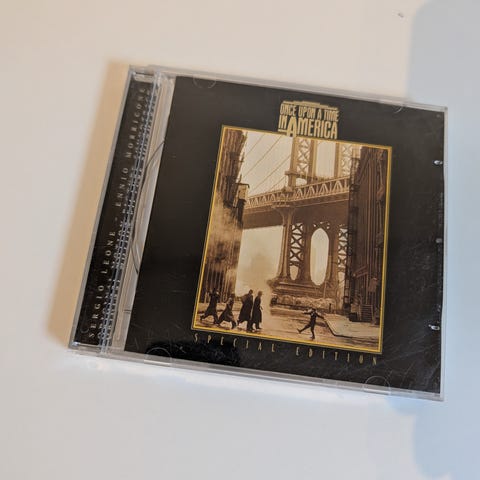 ONCE UPON A TIME
IN AMERICA
SPECIAL EDITION
SERGIO LEONE - ENNIO MORRICONE